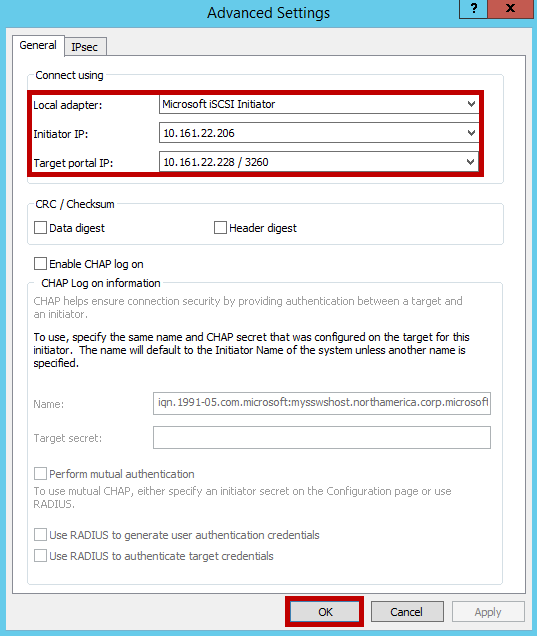 Advanced Settings
? X
General IPsec
Connect using
Local adapter: Microsoft iSCSI Initiator
Initiator IP: 10.161.22.206
Target portal IP: 10.161.22.228 / 3260
CRC / Checksum
Data digest Header digest
Enable CHAP log on
CHAP Log on information
CHAP helps ensure connection security by providing authentication between a target and
an initiator.
To use, specify the same name and CHAP secret that was configured on the target for this
initiator. The name will default to the Initiator Name of the system unless another name is
specified.
Name: iqn.1991-05.com.microsoft:mysswshost.northamerica.corp.microsoft
Target secret:
Perform mutual authentication
To use mutual CHAP, either specify an initiator secret on the Configuration page or use
RADIUS.
Use RADIUS to generate user authentication credentials
Use RADIUS to authenticate target credentials
OK Cancel Apply